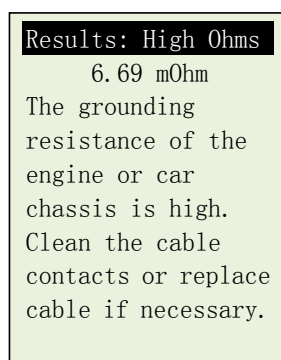 Results: High Ohms
6.69 mOhm
The grounding
resistance of the
engine or car
chassis is high.
Clean the cable
contacts or replace
cable if necessary.